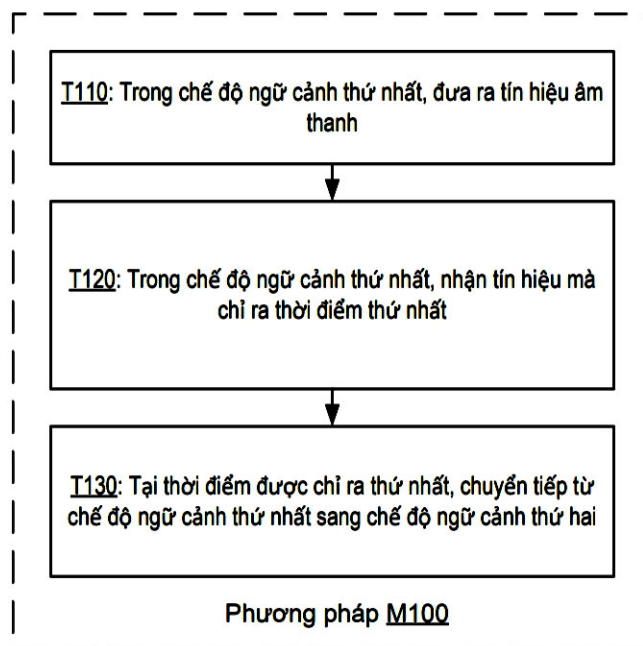 T110: Trong chế độ ngữ cảnh thứ nhất, đưa ra tín hiệu âm
thanh
T120: Trong chế độ ngữ cảnh thứ nhất, nhận tín hiệu mà
chỉ ra thời điểm thứ nhất
T130: Tại thời điểm được chỉ ra thứ nhất, chuyển tiếp từ
chế độ ngữ cảnh thứ nhất sang chế độ ngữ cảnh thứ hai
Phương pháp M100